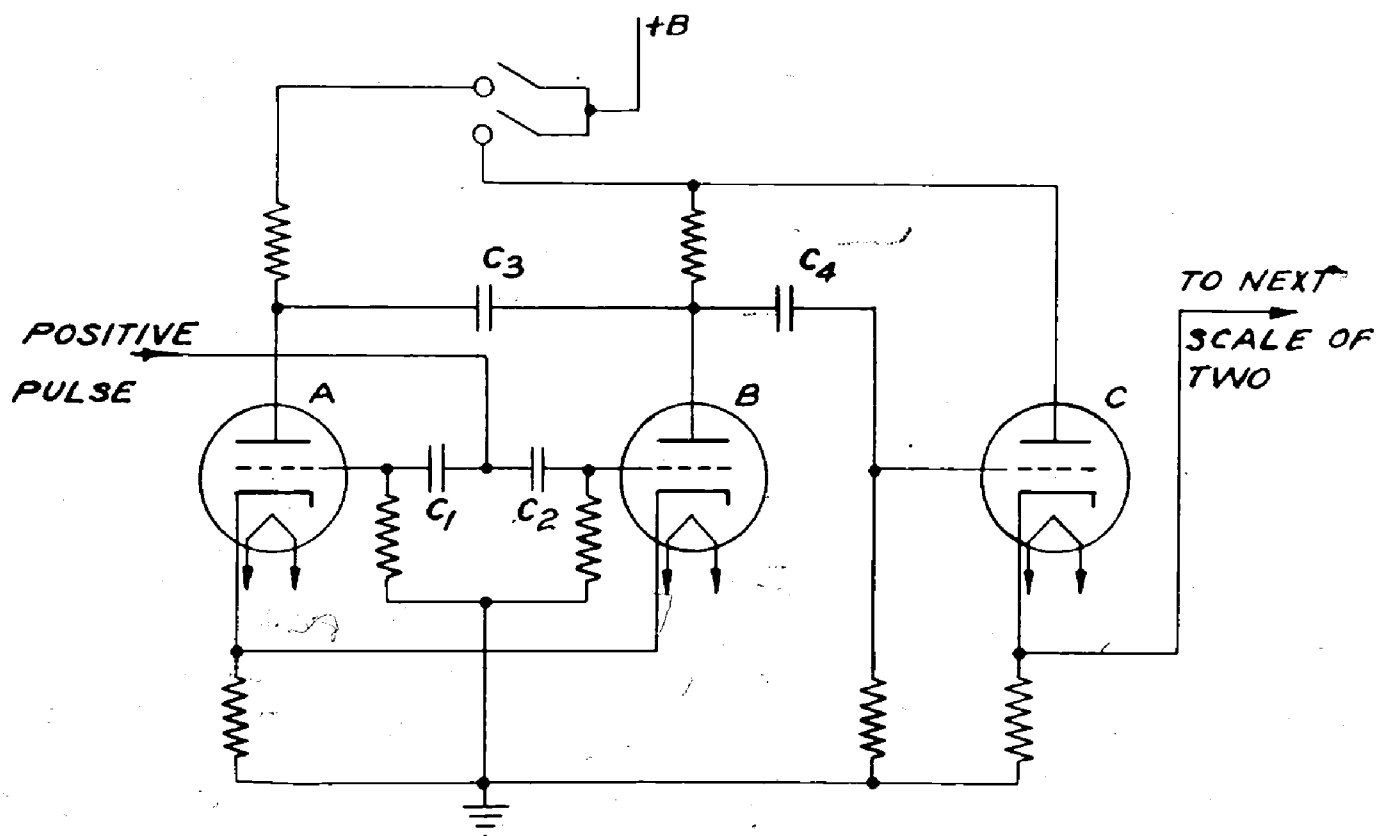 +B
C3
C4
TO NEXT
SCALE OF
TWO
POSITIVE
PULSE
A
B
C
C1
C2